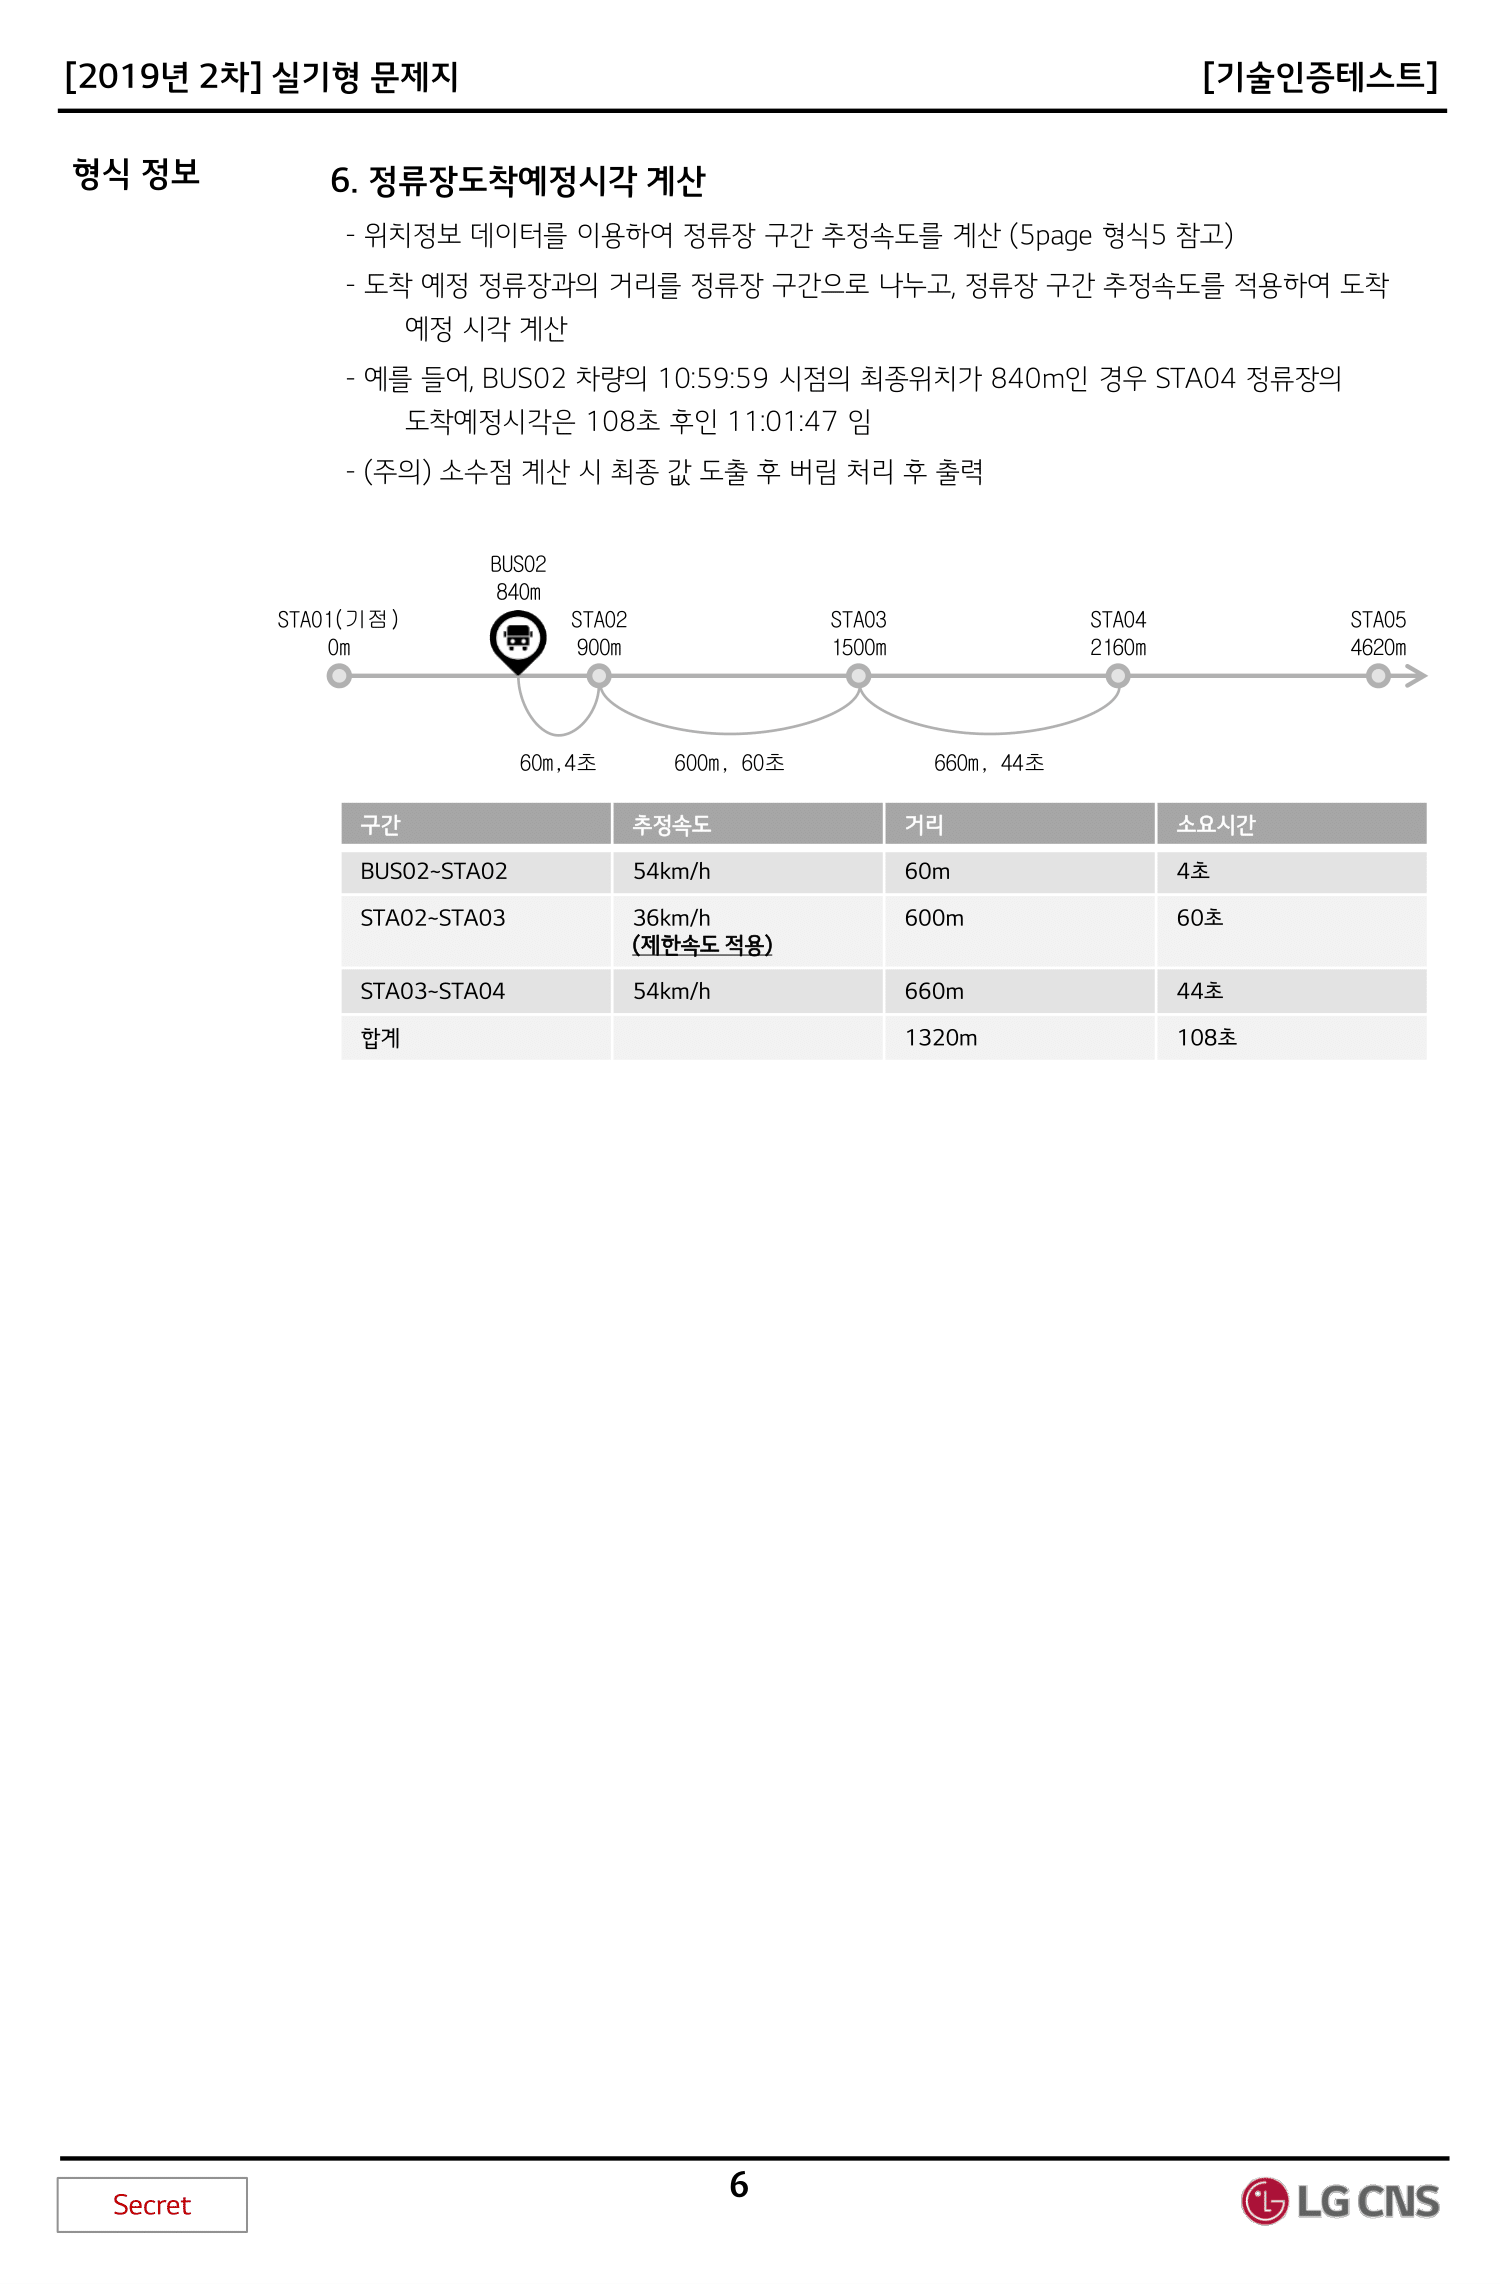 [2019년 2차] 실기형 문제지
[기술인증테스트]
형식 정보
6. 정류장도착예정시각 계산
- 위치정보 데이터를 이용하여 정류장 구간 추정속도를 계산 (5page 형식5 참고)
- 도착 예정 정류장과의 거리를 정류장 구간으로 나누고, 정류장 구간 추정속도를 적용하여 도착
예정 시각 계산
- 예를 들어, BUS02 차량의 10:59:59 시점의 최종위치가 840m인 경우 STA04 정류장의
도착예정시각은 108초 후인 11:01:47 임
- (주의) 소수점 계산 시 최종 값 도출 후 버림 처리 후 출력
BUS02
840m
STA01(기점) STA02 STA03 STA04 STA05
0m 900m 1500m 2160m 4620m
60m,4초 600m, 60초 660m, 44초
구간 추정속도 거리 소요시간
BUS02~STA02 54km/h 60m 4초
STA02~STA03 36km/h 600m 60초
(제한속도 적용)
STA03~STA04 54km/h 660m 44초
합계 1320m 108초
6
Secret
LG CNS